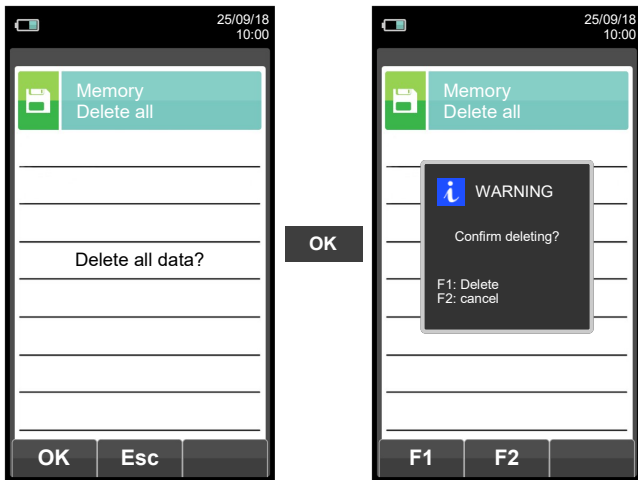 25/09/18
10:00
Memory
Delete all
Delete all data?
OK Esc
OK
25/09/18
10:00
Memory
Delete all
i WARNING
Confirm deleting?
F1: Delete
F2: cancel
F1 F2